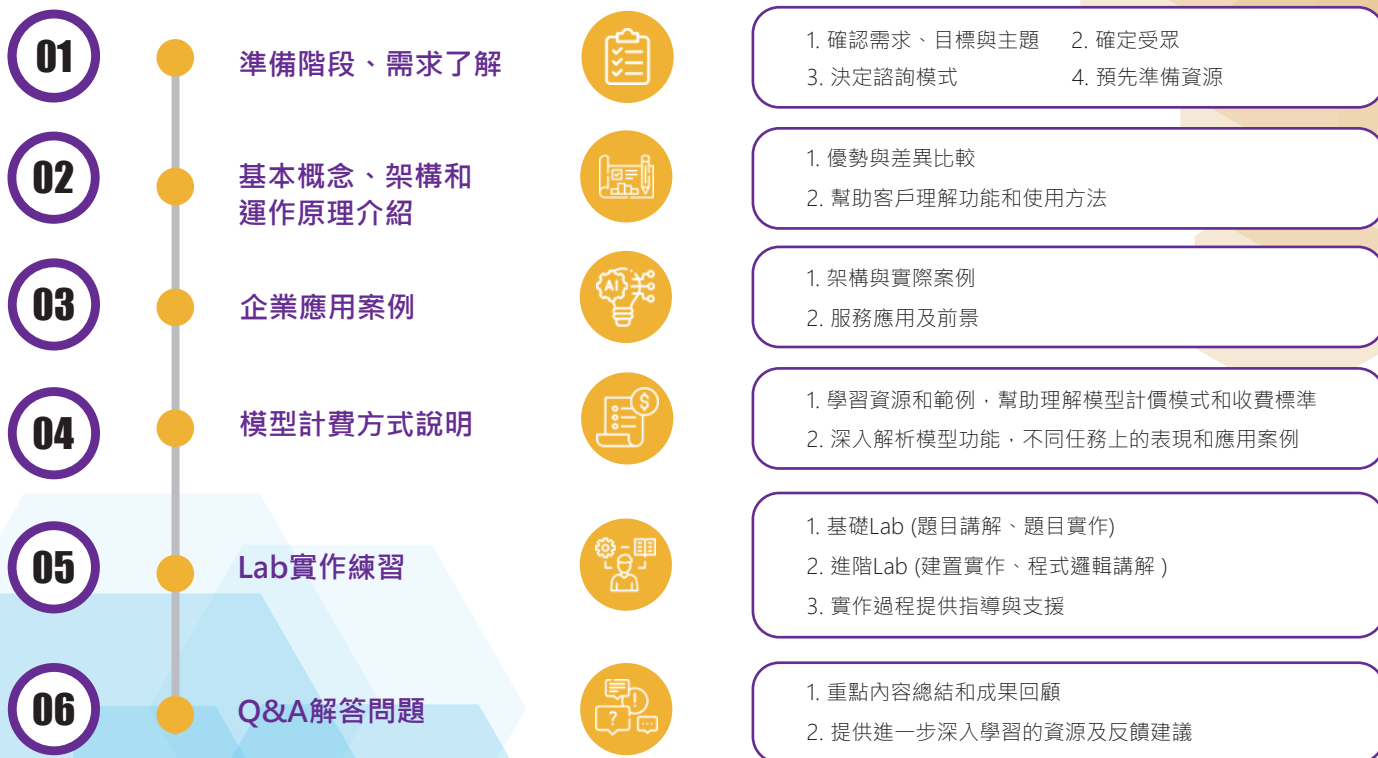 01
準備階段、需求了解
1. 確認需求、目標與主題 2. 確定受眾
3. 決定諮詢模式 4. 預先準備資源
02
基本概念、架構和
運作原理介紹
1. 優勢與差異比較
2. 幫助客戶理解功能和使用方法
03
企業應用案例
AI
1. 架構與實際案例
2. 服務應用及前景
04
模型計費方式說明
$
1. 學習資源和範例，幫助理解模型計價模式和收費標準
2. 深入解析模型功能，不同任務上的表現和應用案例
05
Lab實作練習
1. 基礎Lab (題目講解、題目實作)
2. 進階Lab (建置實作、程式邏輯講解 )
3. 實作過程提供指導與支援
06
Q&A解答問題
! ?
1. 重點內容總結和成果回顧
2. 提供進一步深入學習的資源及反饋建議